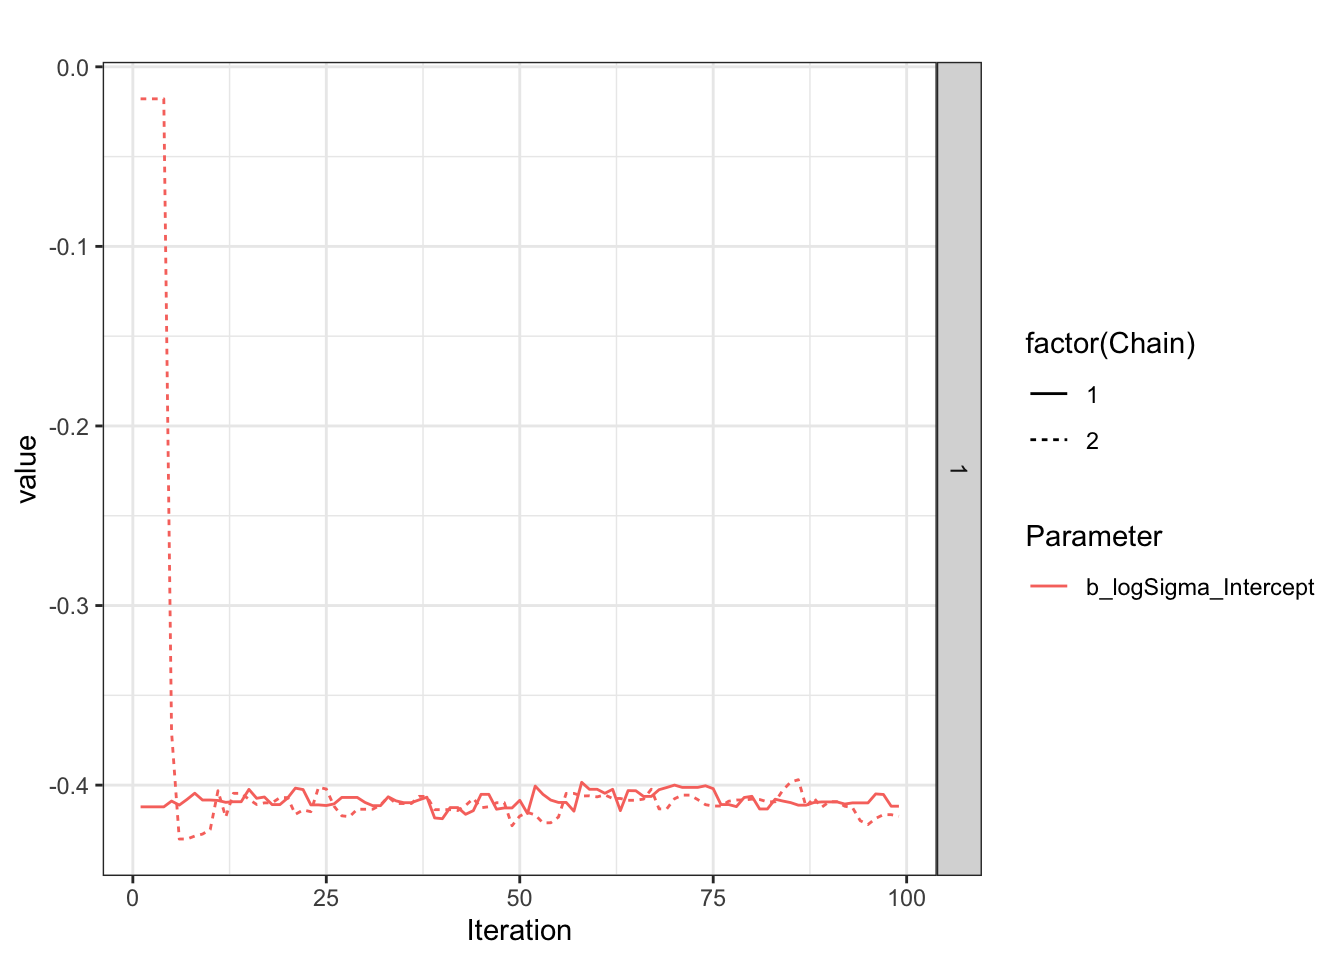 0.0
-0.1
-0.2
-0.3
-0.4
value
0
25
50
75
100
Iteration
1
factor(Chain)
1
2
Parameter
b_logSigma_Intercept